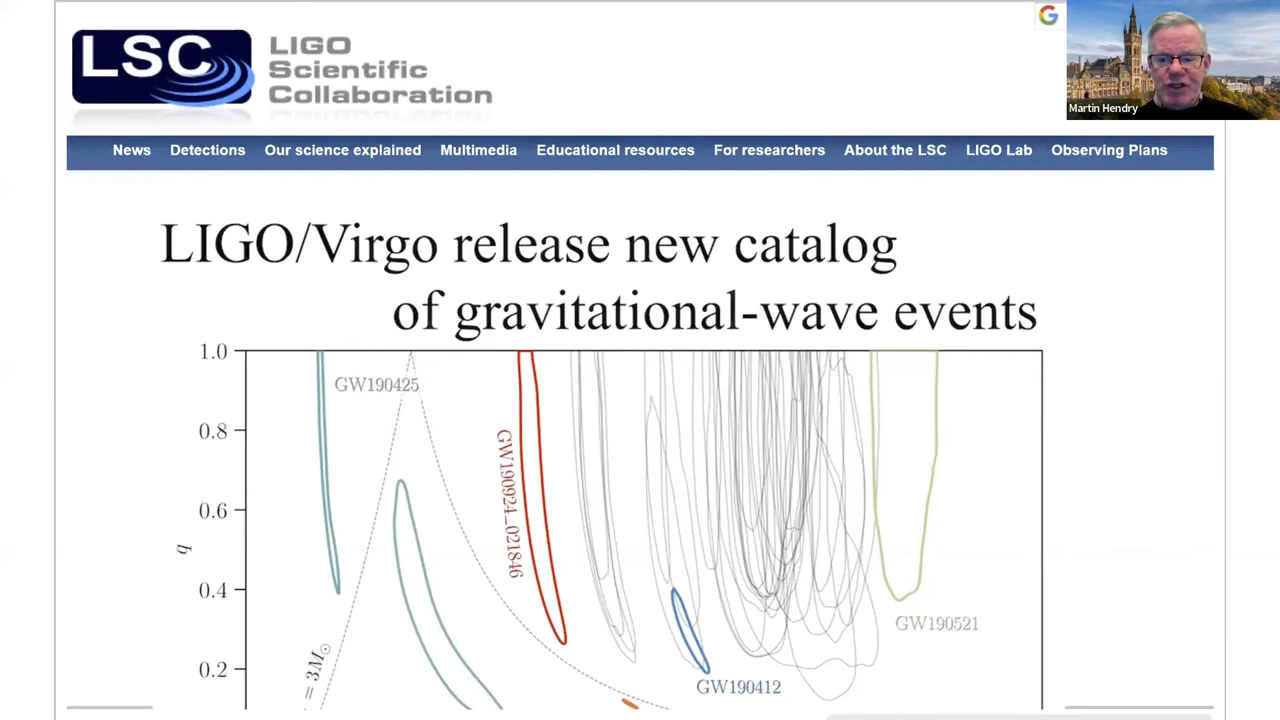 LSC
LIGO
Scientific
Collaboration
Martin Hendry
News Detections Our science explained Multimedia Educational resources For researchers About the LSC LIGO Lab Observing Plans
LIGO/Virgo release new catalog
of gravitational-wave events
1.0
GW190425
0.8
GW190924_021846
0.6
q
0.4
GW190521
= 3M☉
0.2
GW190412